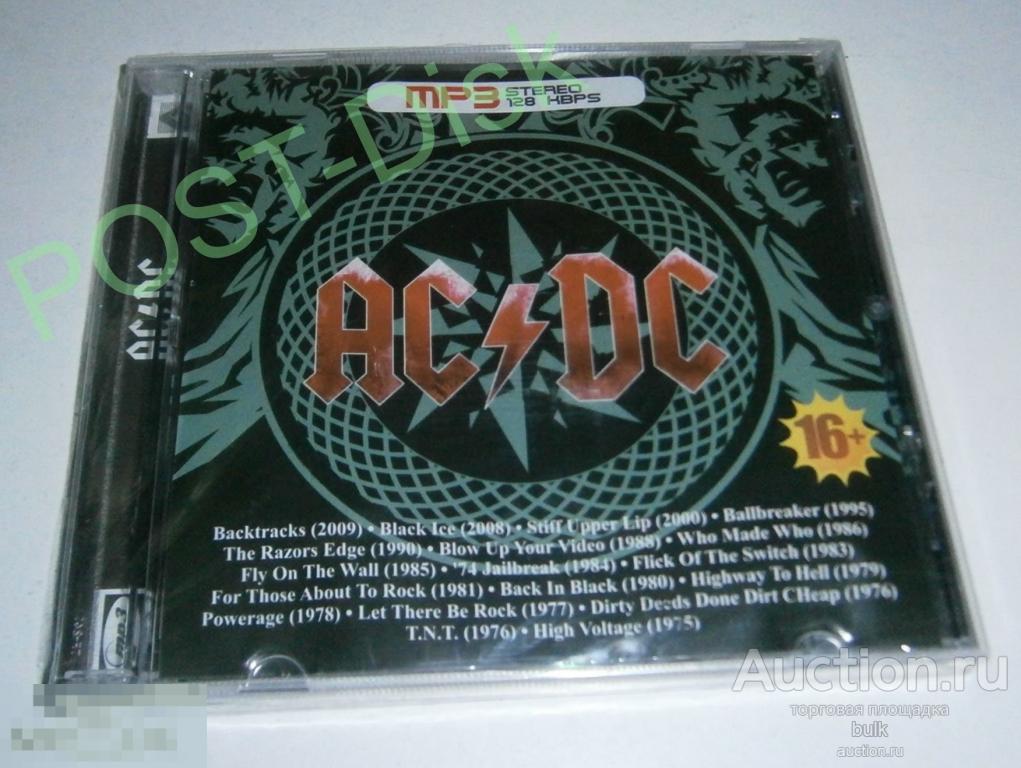 MP3 STEREO
128 KBPS
POST-Disk
AC/DC
AC DC
16+
Backtracks (2009) • Black Ice (2008) • Stiff Upper Lip (2000) • Ballbreaker (1995)
The Razors Edge (1990) • Blow Up Your Video (1988) • Who Made Who (1986)
Fly On The Wall (1985) • '74 Jailbreak (1984) • Flick Of The Switch (1983)
For Those About To Rock (1981) • Back In Black (1980) • Highway To Hell (1979)
Powerage (1978) • Let There Be Rock (1977) • Dirty Deeds Done Dirt CHeap (1976)
T.N.T. (1976) • High Voltage (1975)
Auction.ru
торговая площадка
bulk
auction.ru